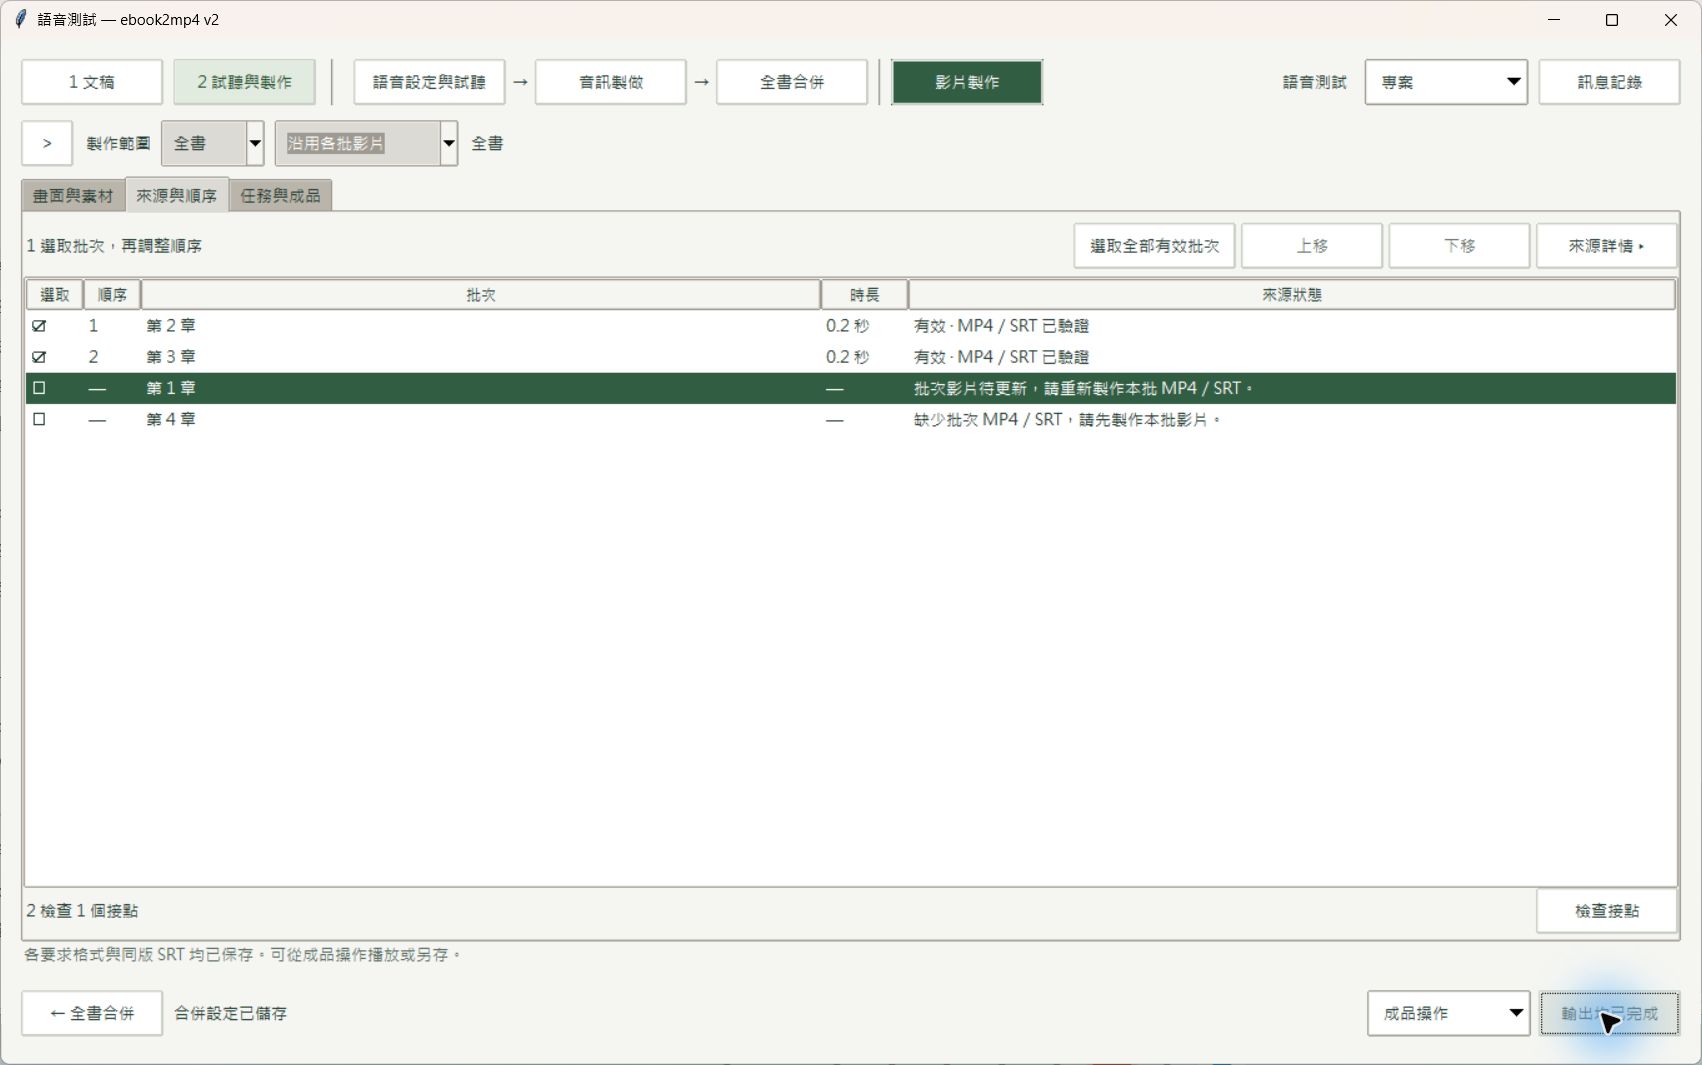 語音測試 — ebook2mp4 v2
1 文稿 2 試聽與製作 語音設定與試聽 → 音訊製做 → 全書合併 影片製作 語音測試 專案 訊息記錄
> 製作範圍 全書 沿用各批影片 全書
畫面與素材 來源與順序 任務與成品
1 選取批次，再調整順序 選取全部有效批次 上移 下移 來源詳情 ▸
選取 順序 批次 時長 來源狀態
☑ 1 第 2 章 0.2 秒 有效 · MP4 / SRT 已驗證
☑ 2 第 3 章 0.2 秒 有效 · MP4 / SRT 已驗證
☐ — 第 1 章 — 批次影片待更新，請重新製作本批 MP4 / SRT。
☐ — 第 4 章 — 缺少批次 MP4 / SRT，請先製作本批影片。
2 檢查 1 個接點 檢查接點
各要求格式與同版 SRT 均已保存。可從成品操作播放或另存。
← 全書合併 合併設定已儲存 成品操作 輸出均已完成